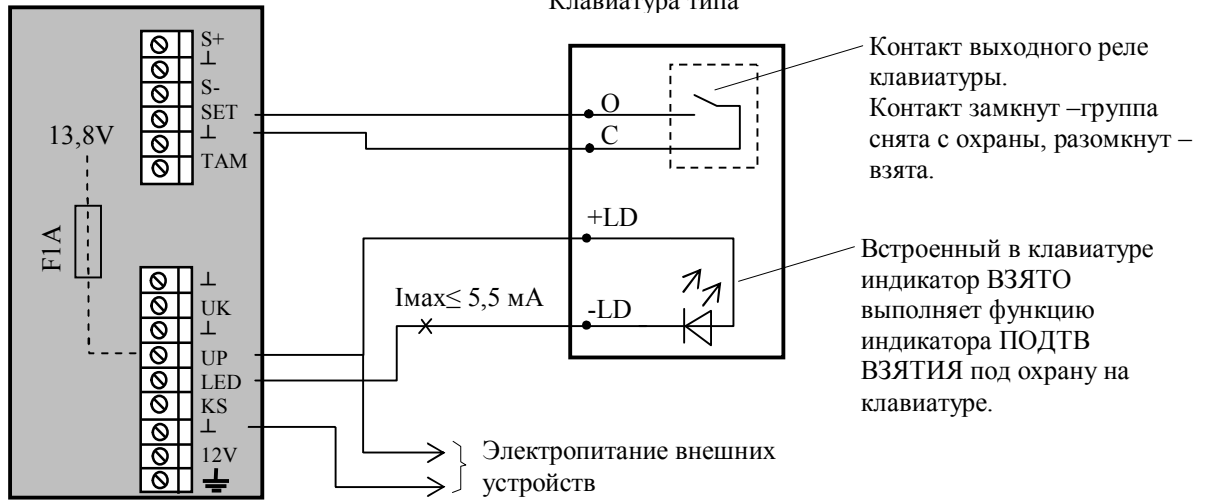 Клавиатура типа
S+
⊥
S-
SET
⊥
TAM
13,8V
F1A
⊥
UK
⊥
UP
LED
KS
⊥
12V
O
C
+LD
-LD
Iмах≤ 5,5 мА
Контакт выходного реле
клавиатуры.
Контакт замкнут –группа
снята с охраны, разомкнут –
взята.
Встроенный в клавиатуре
индикатор ВЗЯТО
выполняет функцию
индикатора ПОДТВ
ВЗЯТИЯ под охрану на
клавиатуре.
Электропитание внешних
устройств